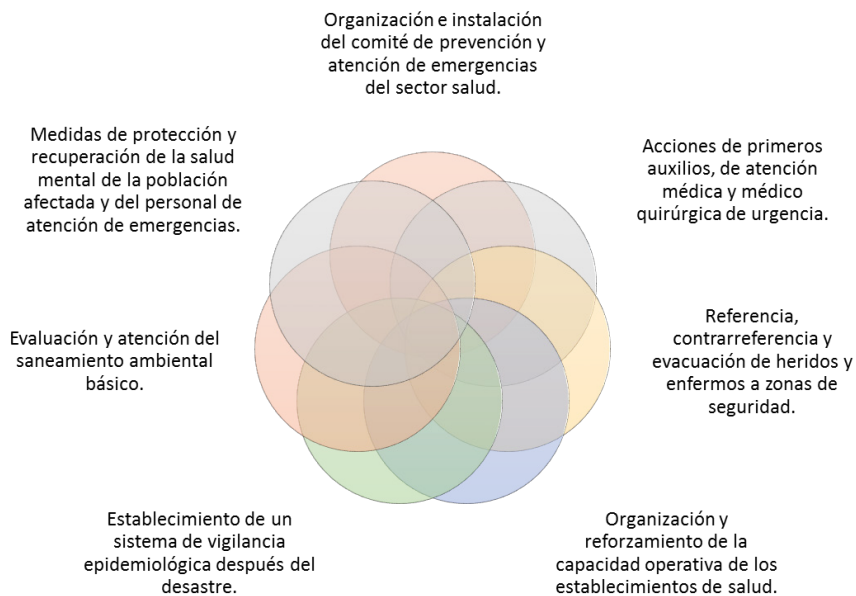 Organización e instalación
del comité de prevención y
atención de emergencias
del sector salud.
Acciones de primeros
auxilios, de atención
médica y médico
quirúrgica de urgencia.
Referencia,
contrarreferencia y
evacuación de heridos y
enfermos a zonas de
seguridad.
Organización y
reforzamiento de la
capacidad operativa de los
establecimientos de salud.
Establecimiento de un
sistema de vigilancia
epidemiológica después del
desastre.
Evaluación y atención del
saneamiento ambiental
básico.
Medidas de protección y
recuperación de la salud
mental de la población
afectada y del personal de
atención de emergencias.